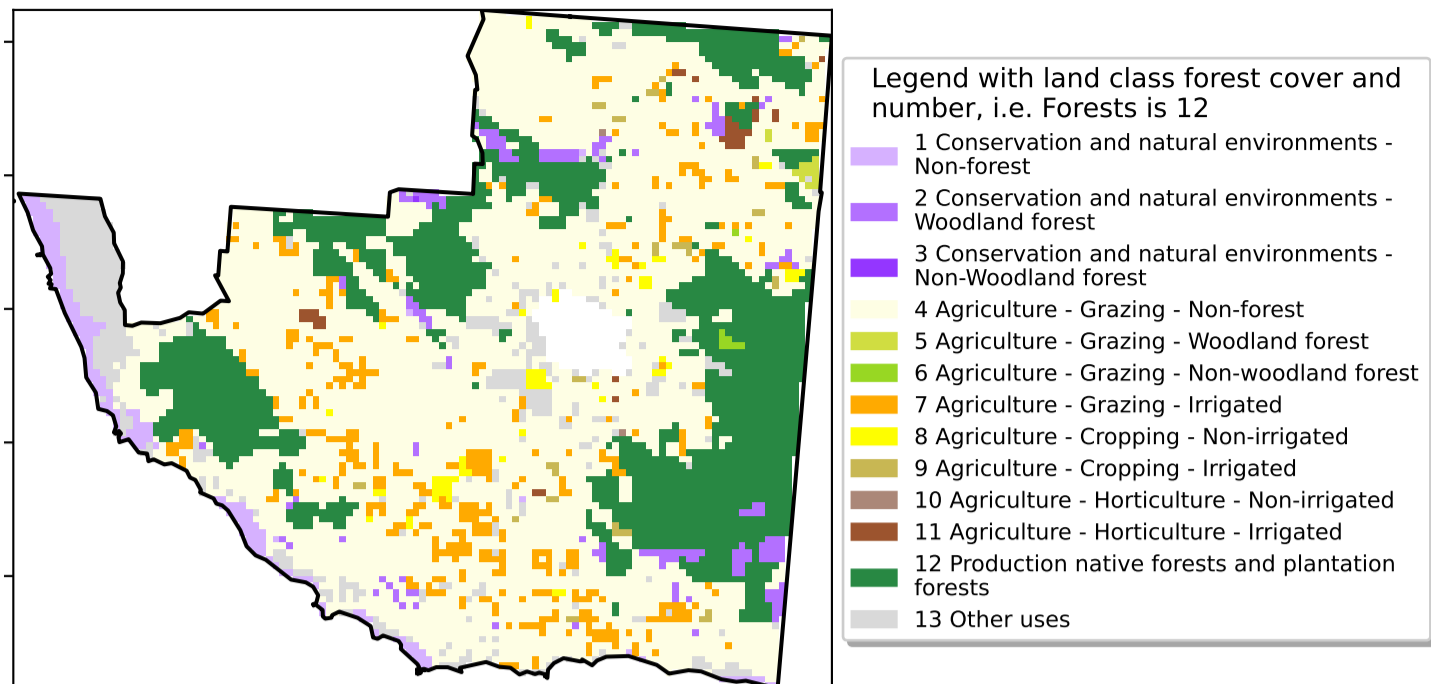 Legend with land class forest cover and
number, i.e. Forests is 12
1 Conservation and natural environments -
Non-forest
2 Conservation and natural environments -
Woodland forest
3 Conservation and natural environments -
Non-Woodland forest
4 Agriculture - Grazing - Non-forest
5 Agriculture - Grazing - Woodland forest
6 Agriculture - Grazing - Non-woodland forest
7 Agriculture - Grazing - Irrigated
8 Agriculture - Cropping - Non-irrigated
9 Agriculture - Cropping - Irrigated
10 Agriculture - Horticulture - Non-irrigated
11 Agriculture - Horticulture - Irrigated
12 Production native forests and plantation
forests
13 Other uses